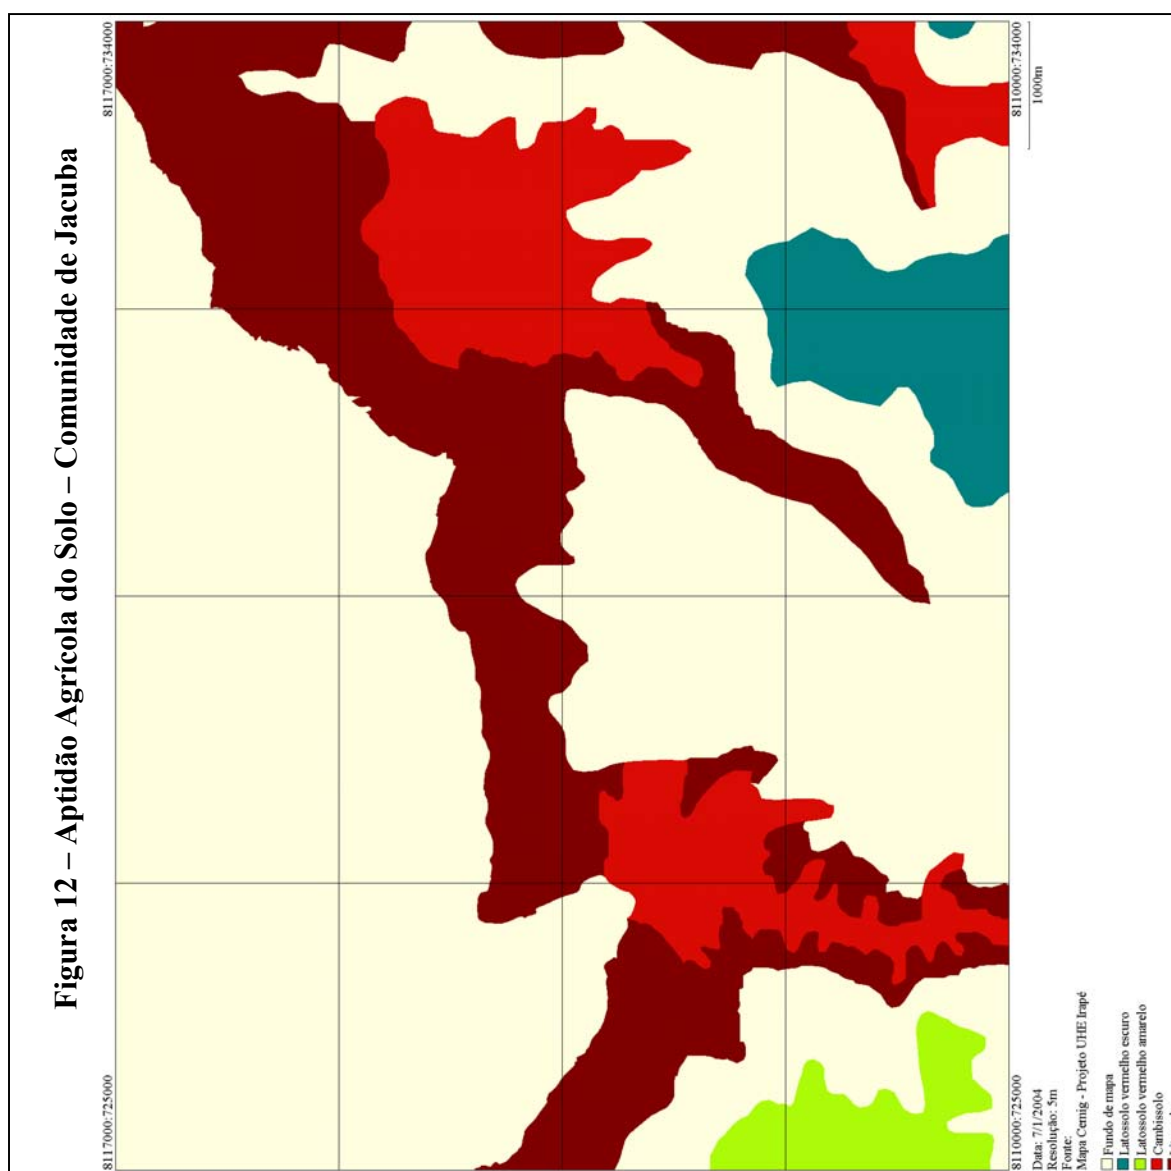 Figura 12 – Aptidão Agrícola do Solo – Comunidade de Jacuba
8117000:725000
8117000:734000
8110000:725000
8110000:734000
1000m
Data: 7/1/2004
Resolução: 5m
Fonte:
Mapa Cemig - Projeto UHE Irapé
Fundo de mapa
Latossolo vermelho escuro
Latossolo vermelho amarelo
Cambissolo